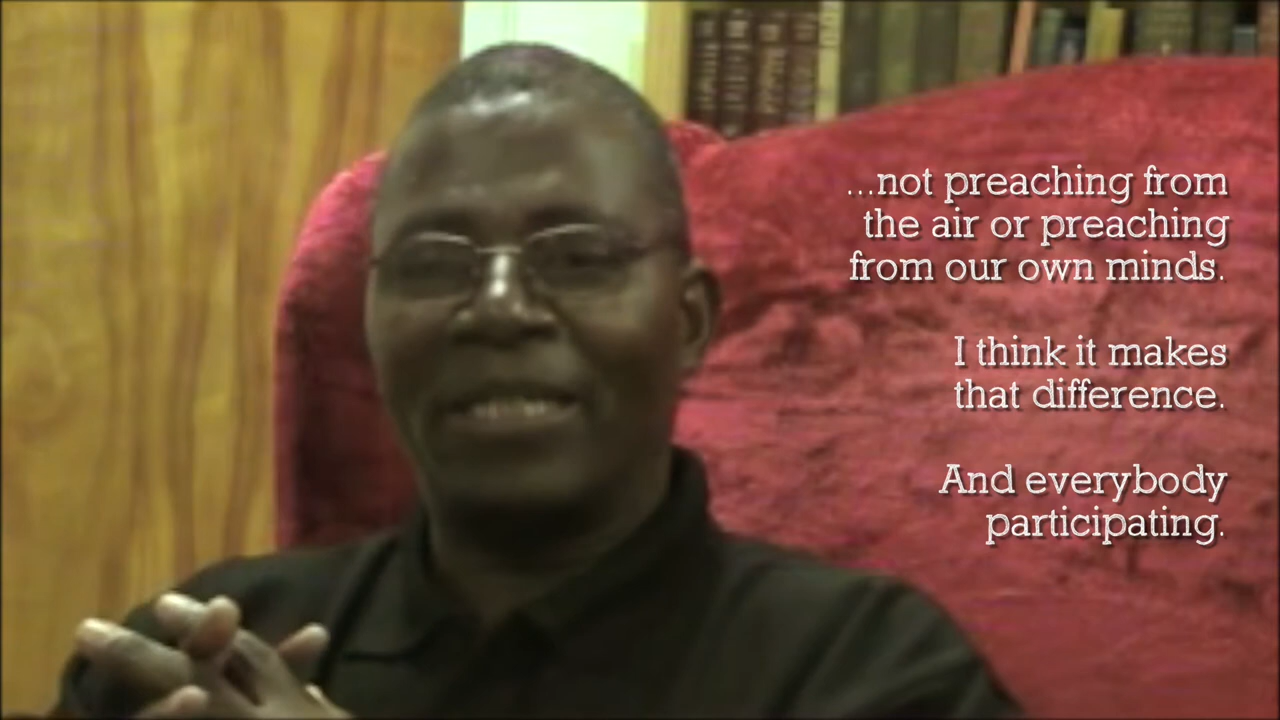 ...not preaching from
the air or preaching
from our own minds.
I think it makes
that difference.
And everybody
participating.